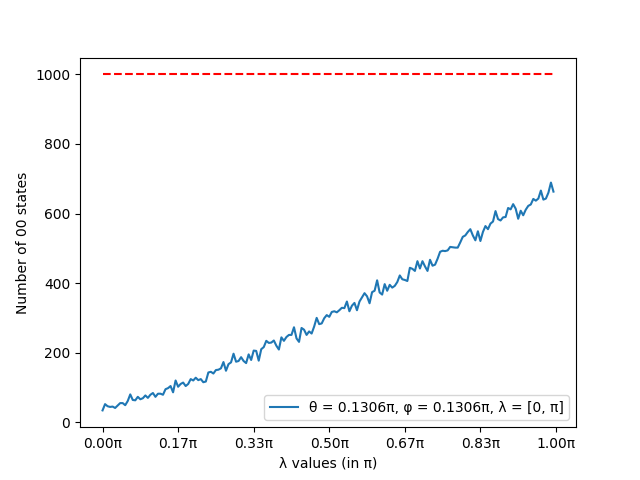 1000
800
600
400
200
0
Number of 00 states
θ = 0.1306π, φ = 0.1306π, λ = [0, π]
0.00π 0.17π 0.33π 0.50π 0.67π 0.83π 1.00π
λ values (in π)